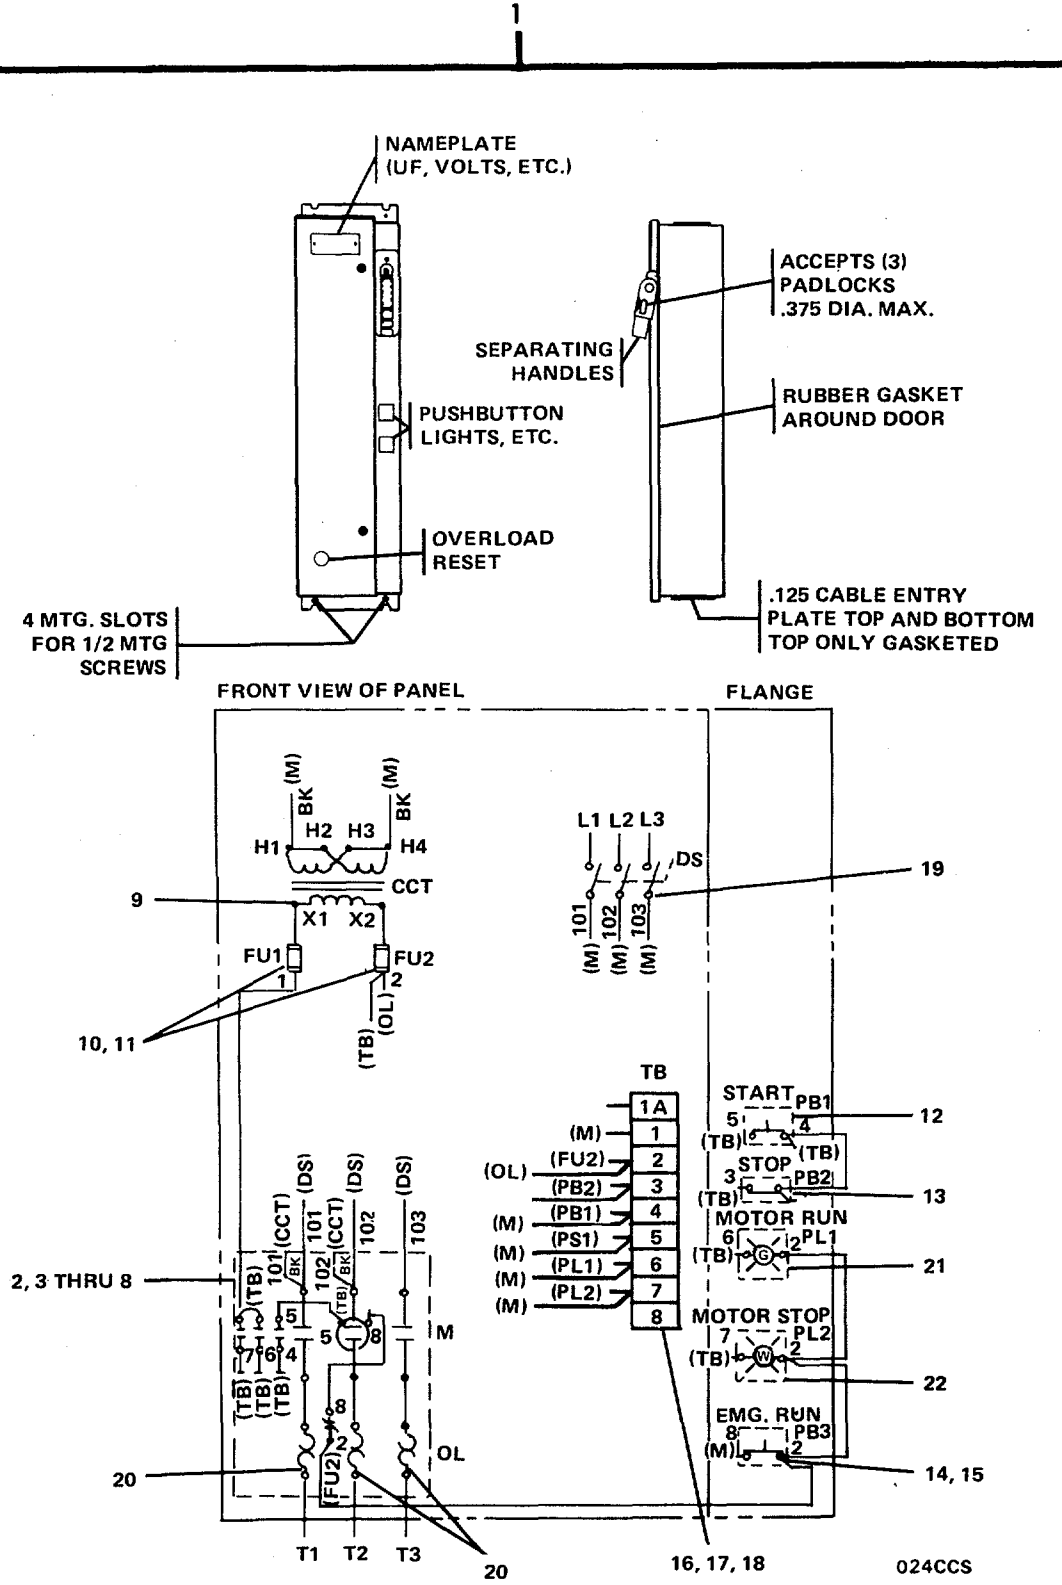 1
NAMEPLATE
(UF, VOLTS, ETC.)
ACCEPTS (3)
PADLOCKS
.375 DIA. MAX.
SEPARATING
HANDLES
RUBBER GASKET
AROUND DOOR
PUSHBUTTON
LIGHTS, ETC.
OVERLOAD
RESET
4 MTG. SLOTS
FOR 1/2 MTG
SCREWS
.125 CABLE ENTRY
PLATE TOP AND BOTTOM
TOP ONLY GASKETED
FRONT VIEW OF PANEL
FLANGE
BK (M)
BK (M)
H1 H2 H3 H4
CCT
9
X1 X2
FU1
FU2
1
2
(TB)
(OL)
10, 11
L1 L2 L3
DS
19
101
102
103
(M)
(M)
(M)
TB
1A
(M) 1
(FU2) 2
(OL)
(PB2) 3
(PB1) 4
(M)
(PS1) 5
(M)
(PL1) 6
(M)
(PL2) 7
(M)
8
START
PB1
12
5
4
(TB)
(TB)
STOP
3
PB2
(TB)
13
MOTOR RUN
6
2
PL1
(TB)
G
21
MOTOR STOP
7
PL2
2
(TB)
W
22
EMG. RUN
8
PB3
(M)
2
14, 15
(DS)
(DS)
(DS)
(CCT)
101
(CCT)
102
103
101
BK
102
BK
2, 3 THRU 8
(TB)
(TB)
5
5
8
M
7 6 4
(TB)
(TB)
(TB)
8
2
OL
(FU2)
20
T1 T2 T3
20
16, 17, 18
024CCS